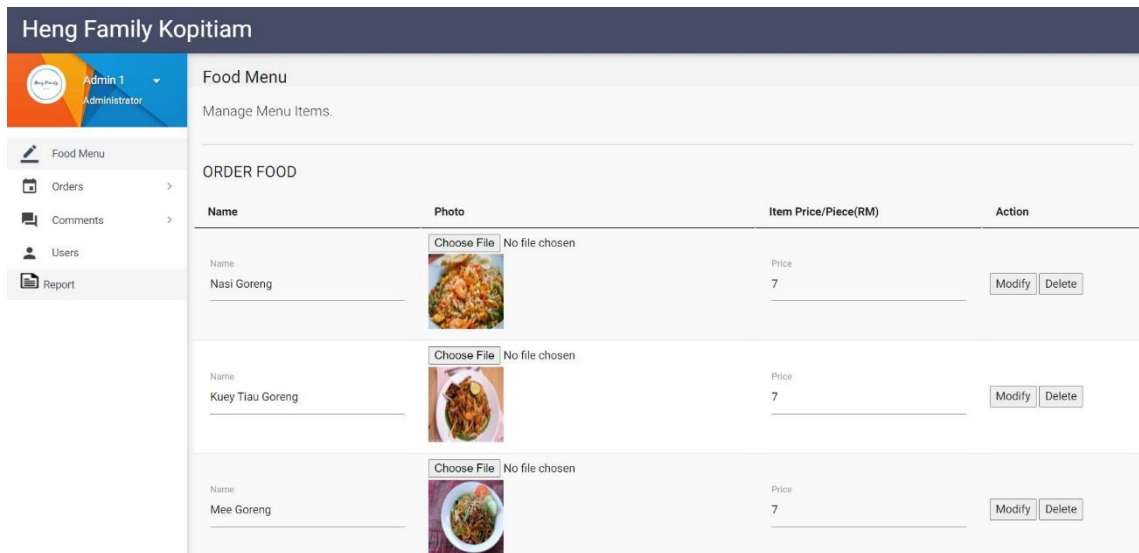 Heng Family Kopitiam
Admin 1
Administrator
Food Menu
Orders
Comments
Users
Report
Food Menu
Manage Menu Items.
ORDER FOOD
Name Photo Item Price/Piece(RM) Action
Choose File No file chosen
Name Price
Nasi Goreng 7 Modify Delete
Choose File No file chosen
Name Price
Kuey Tiau Goreng 7 Modify Delete
Choose File No file chosen
Name Price
Mee Goreng 7 Modify Delete